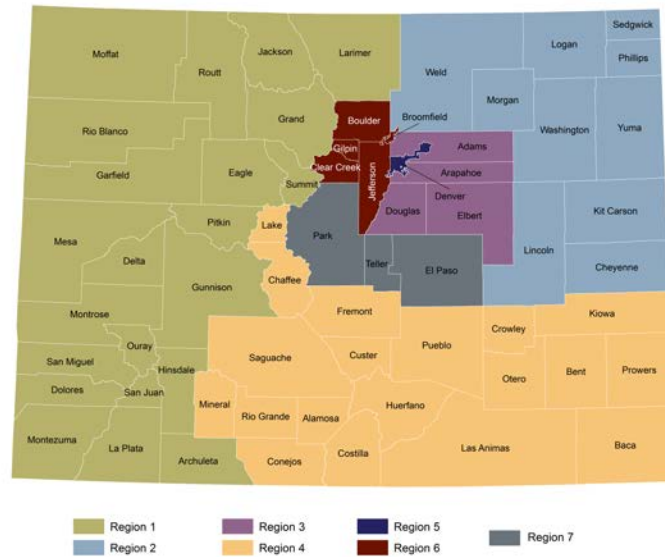 Moffat
Routt
Jackson
Larimer
Weld
Logan
Sedgwick
Phillips
Morgan
Grand
Boulder
Broomfield
Rio Blanco
Gilpin
Clear Creek
Jefferson
Adams
Washington
Yuma
Garfield
Eagle
Summit
Arapahoe
Denver
Pitkin
Lake
Park
Douglas
Elbert
Kit Carson
Mesa
Delta
Chaffee
Teller
El Paso
Lincoln
Cheyenne
Gunnison
Montrose
Fremont
Crowley
Kiowa
Ouray
Saguache
Custer
Pueblo
San Miguel
Hinsdale
Otero
Bent
Prowers
Dolores
San Juan
Mineral
Rio Grande
Alamosa
Huerfano
Montezuma
La Plata
Archuleta
Conejos
Costilla
Las Animas
Baca
Region 1
Region 2
Region 3
Region 4
Region 5
Region 6
Region 7